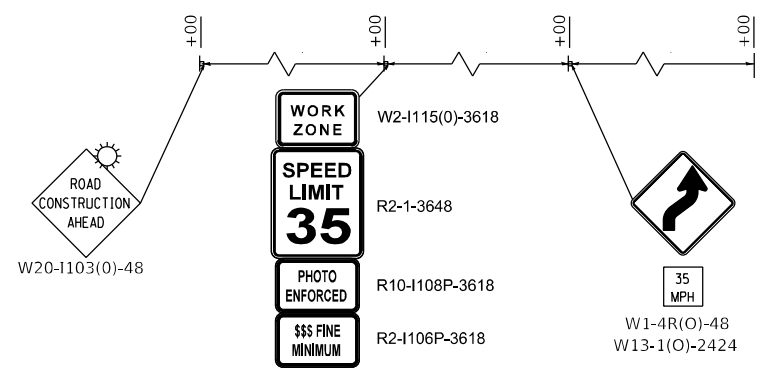 +00
+00
+00
+00
ROAD
CONSTRUCTION
AHEAD
W20-I103(0)-48
WORK
ZONE
W2-I115(0)-3618
SPEED
LIMIT
35
R2-1-3648
PHOTO
ENFORCED
R10-I108P-3618
$$$ FINE
MINIMUM
R2-I106P-3618
35
MPH
W1-4R(O)-48
W13-1(O)-2424